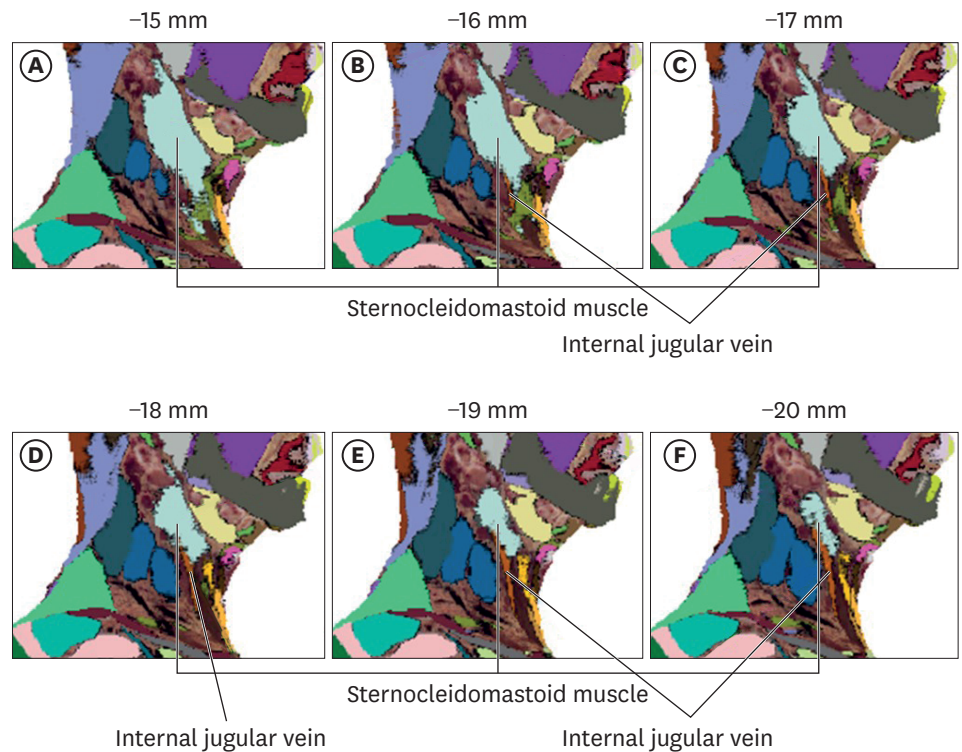 −15 mm
−16 mm
−17 mm
A
B
C
Sternocleidomastoid muscle
Internal jugular vein
−18 mm
−19 mm
−20 mm
D
E
F
Sternocleidomastoid muscle
Internal jugular vein
Internal jugular vein